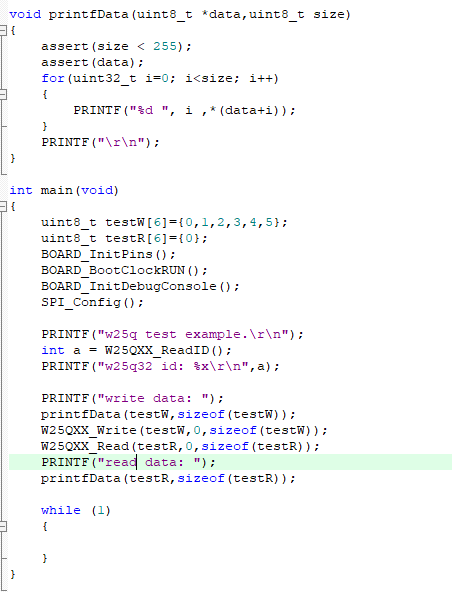 void printfData(uint8_t *data,uint8_t size)
{
    assert(size < 255);
    assert(data);
    for(uint32_t i=0; i<size; i++)
    {
        PRINTF("%d ", i ,*(data+i));
    }
    PRINTF("\r\n");
}

int main(void)
{
    uint8_t testW[6]={0,1,2,3,4,5};
    uint8_t testR[6]={0};
    BOARD_InitPins();
    BOARD_BootClockRUN();
    BOARD_InitDebugConsole();
    SPI_Config();

    PRINTF("w25q test example.\r\n");
    int a = W25QXX_ReadID();
    PRINTF("w25q32 id: %x\r\n",a);

    PRINTF("write data: ");
    printfData(testW,sizeof(testW));
    W25QXX_Write(testW,0,sizeof(testW));
    W25QXX_Read(testR,0,sizeof(testR));
    PRINTF("read data: ");
    printfData(testR,sizeof(testR));

    while (1)
    {

    }
}